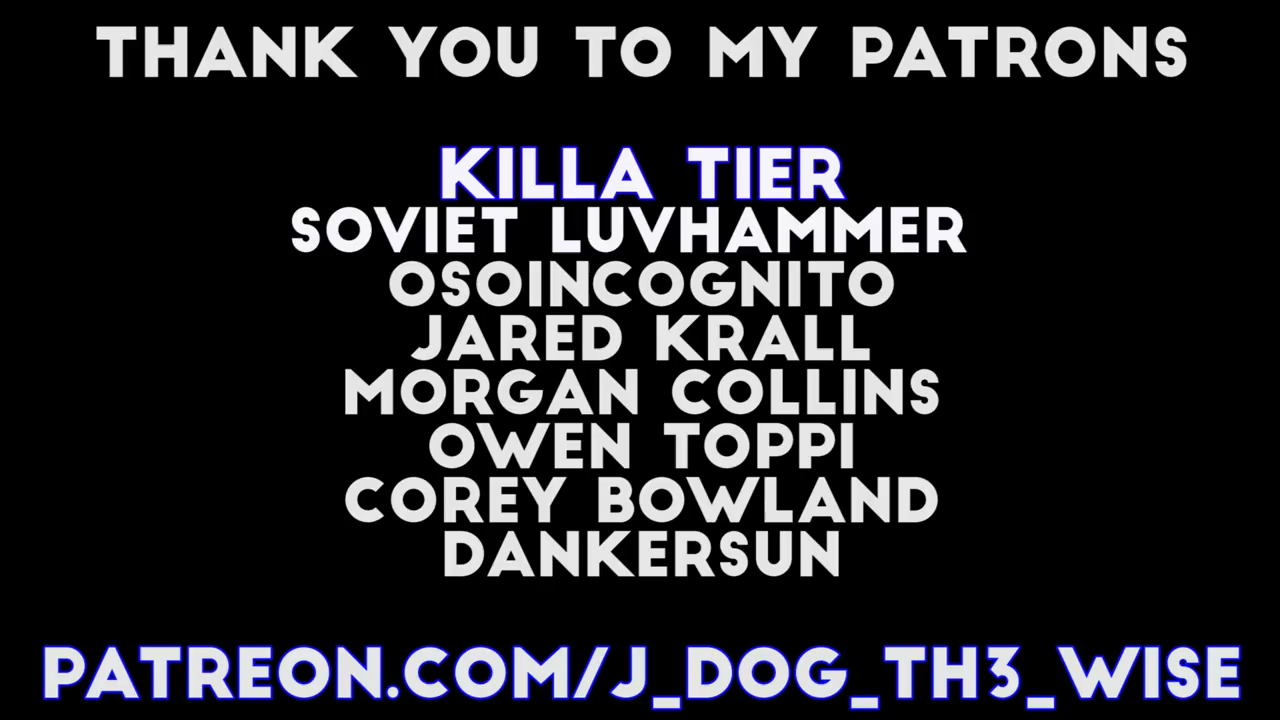 THANK YOU TO MY PATRONS
KILLA TIER
SOVIET LUVHAMMER
OSOINCOGNITO
JARED KRALL
MORGAN COLLINS
OWEN TOPPI
COREY BOWLAND
DANKERSUN
PATREON.COM/J_DOG_TH3_WISE